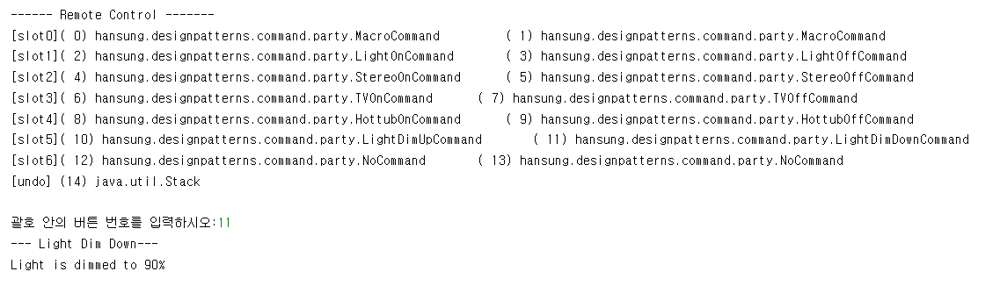 ------ Remote Control -------
[slot0]( 0) hansung.designpatterns.command.party.MacroCommand          ( 1) hansung.designpatterns.command.party.MacroCommand
[slot1]( 2) hansung.designpatterns.command.party.LightOnCommand        ( 3) hansung.designpatterns.command.party.LightOffCommand
[slot2]( 4) hansung.designpatterns.command.party.StereoOnCommand       ( 5) hansung.designpatterns.command.party.StereoOffCommand
[slot3]( 6) hansung.designpatterns.command.party.TVOnCommand       ( 7) hansung.designpatterns.command.party.TVOffCommand
[slot4]( 8) hansung.designpatterns.command.party.HottubOnCommand       ( 9) hansung.designpatterns.command.party.HottubOffCommand
[slot5]( 10) hansung.designpatterns.command.party.LightDimUpCommand        ( 11) hansung.designpatterns.command.party.LightDimDownCommand
[slot6]( 12) hansung.designpatterns.command.party.NoCommand        ( 13) hansung.designpatterns.command.party.NoCommand
[undo] (14) java.util.Stack
괄호 안의 버튼 번호를 입력하시오:11
--- Light Dim Down---
Light is dimmed to 90%